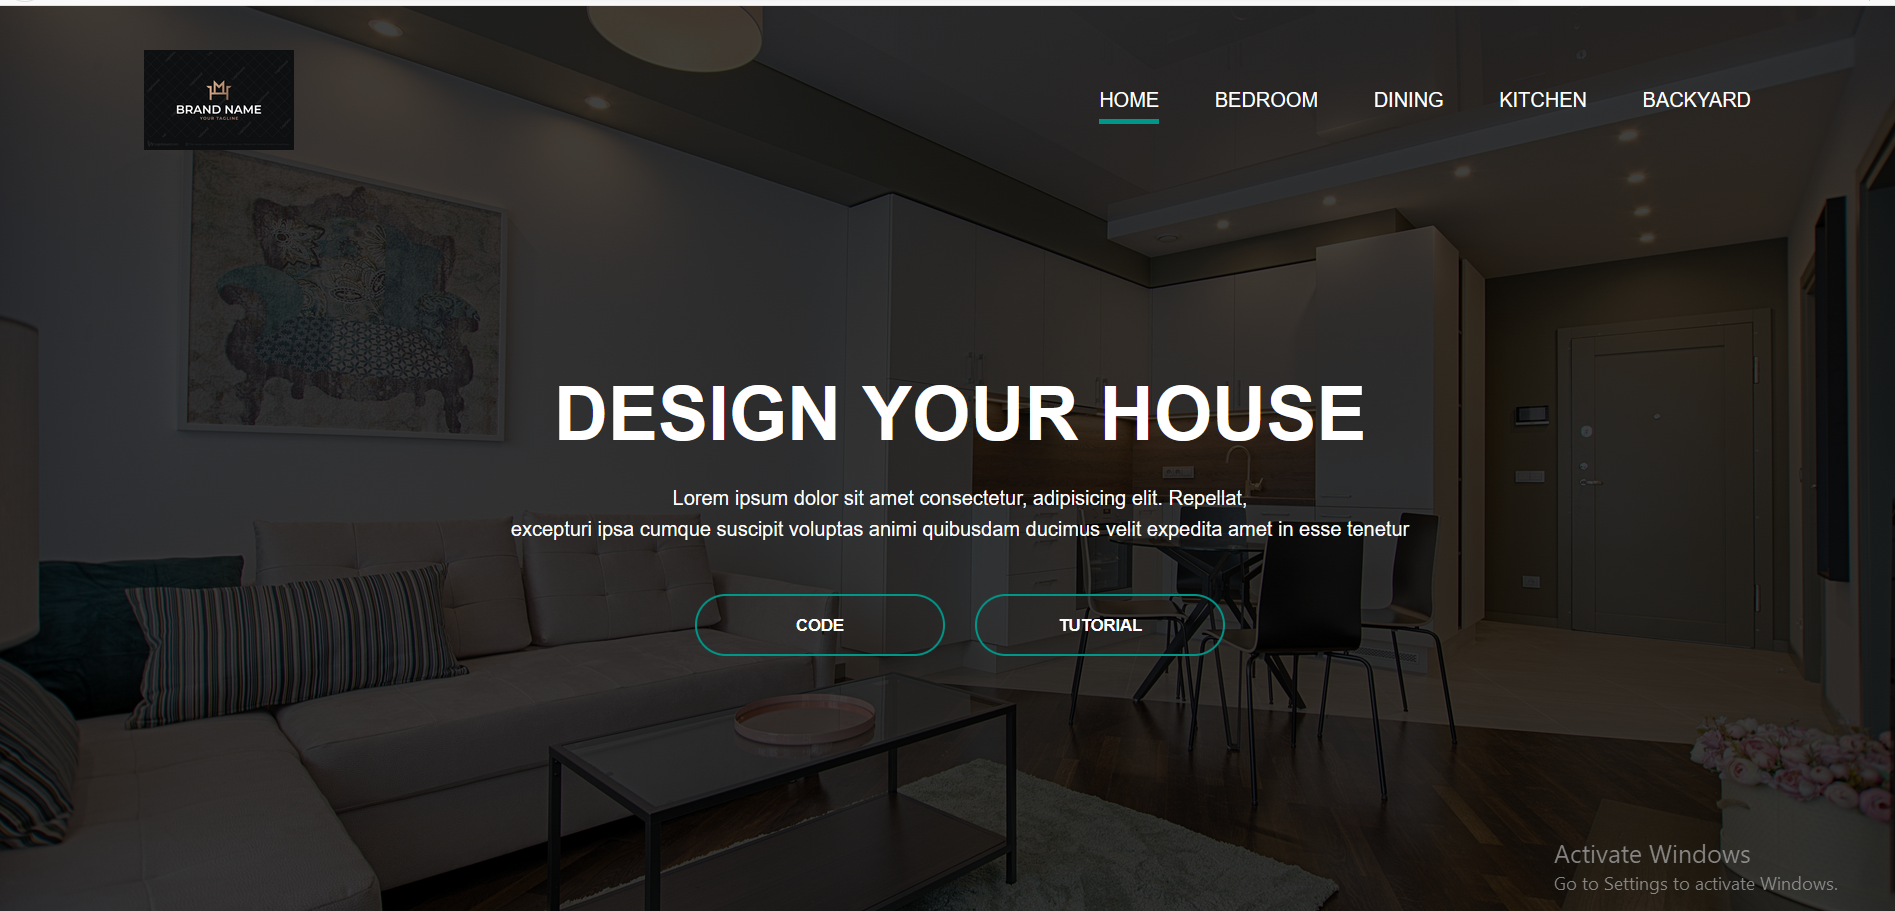 BRAND NAME
YOUR TAGLINE
HOME
BEDROOM
DINING
KITCHEN
BACKYARD
DESIGN YOUR HOUSE
Lorem ipsum dolor sit amet consectetur, adipisicing elit. Repellat,
excepturi ipsa cumque suscipit voluptas animi quibusdam ducimus velit expedita amet in esse tenetur
CODE
TUTORIAL
Activate Windows
Go to Settings to activate Windows.